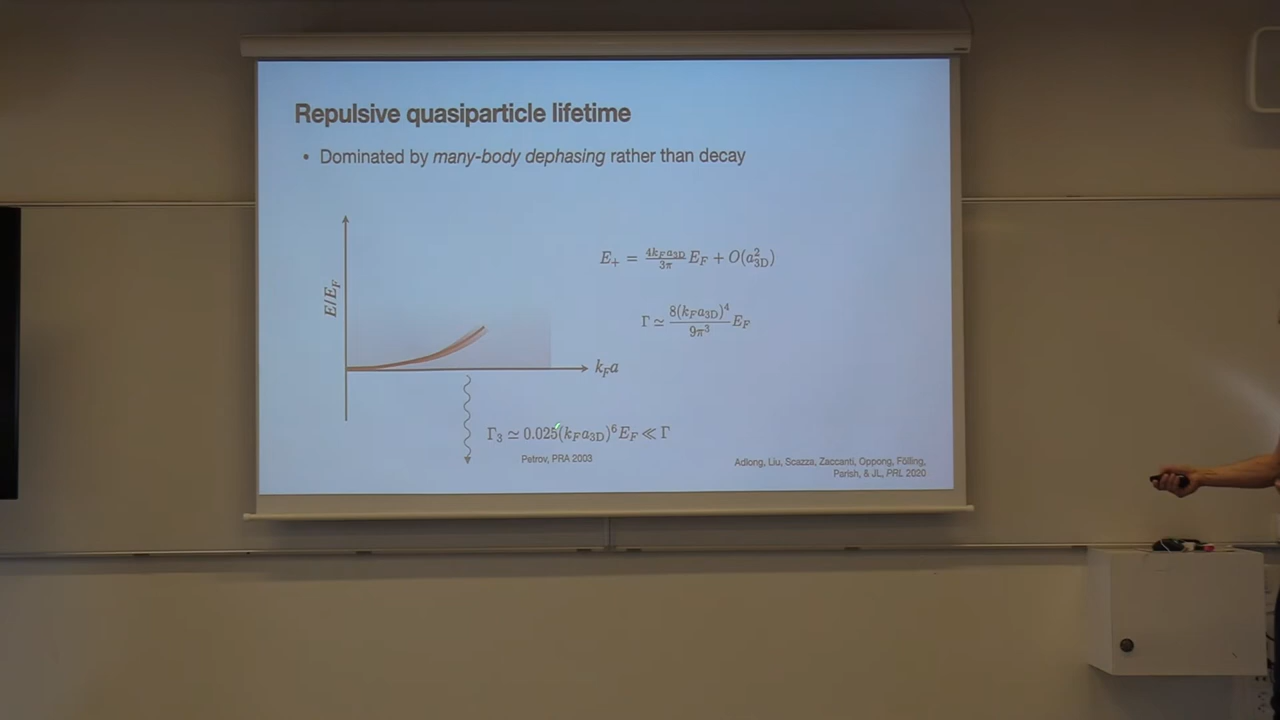 Repulsive quasiparticle lifetime
• Dominated by many-body dephasing rather than decay
E₊ = 4k_F a_3D / 3π E_F + O(a²_3D)
E/E_F
Γ ≃ 8(k_F a_3D)⁴ / 9π³ E_F
k_F a
Γ₃ ≃ 0.025(k_F a_3D)⁶ E_F ≪ Γ
Petrov, PRA 2003
Adlong, Liu, Scazza, Zaccanti, Oppong, Fölling,
Parish, & JL, PRL 2020